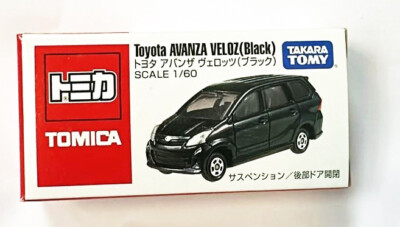 Toyota AVANZA VELOZ(Black)
トヨタ アバンザ ヴェロッツ(ブラック)
SCALE 1/60
TAKARA
TOMY
トミカ
TOMICA
サスペンション/後部ドア開閉